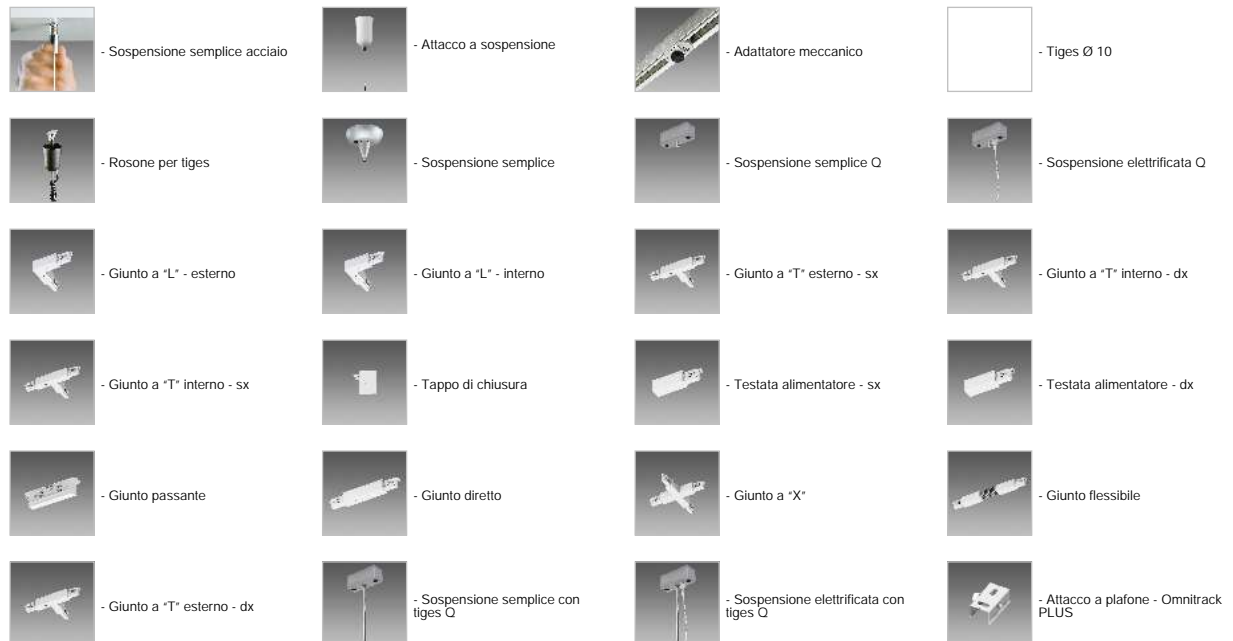 - Sospensione semplice acciaio
- Attacco a sospensione
- Adattatore meccanico
- Tiges Ø 10
- Rosone per tiges
- Sospensione semplice
- Sospensione semplice Q
- Sospensione elettrificata Q
- Giunto a "L" - esterno
- Giunto a "L" - interno
- Giunto a "T" esterno - sx
- Giunto a "T" interno - dx
- Giunto a "T" interno - sx
- Tappo di chiusura
- Testata alimentatore - sx
- Testata alimentatore - dx
- Giunto passante
- Giunto diretto
- Giunto a "X"
- Giunto flessibile
- Giunto a "T" esterno - dx
- Sospensione semplice con
tiges Q
- Sospensione elettrificata con
tiges Q
- Attacco a plafone - Omnitrack
PLUS